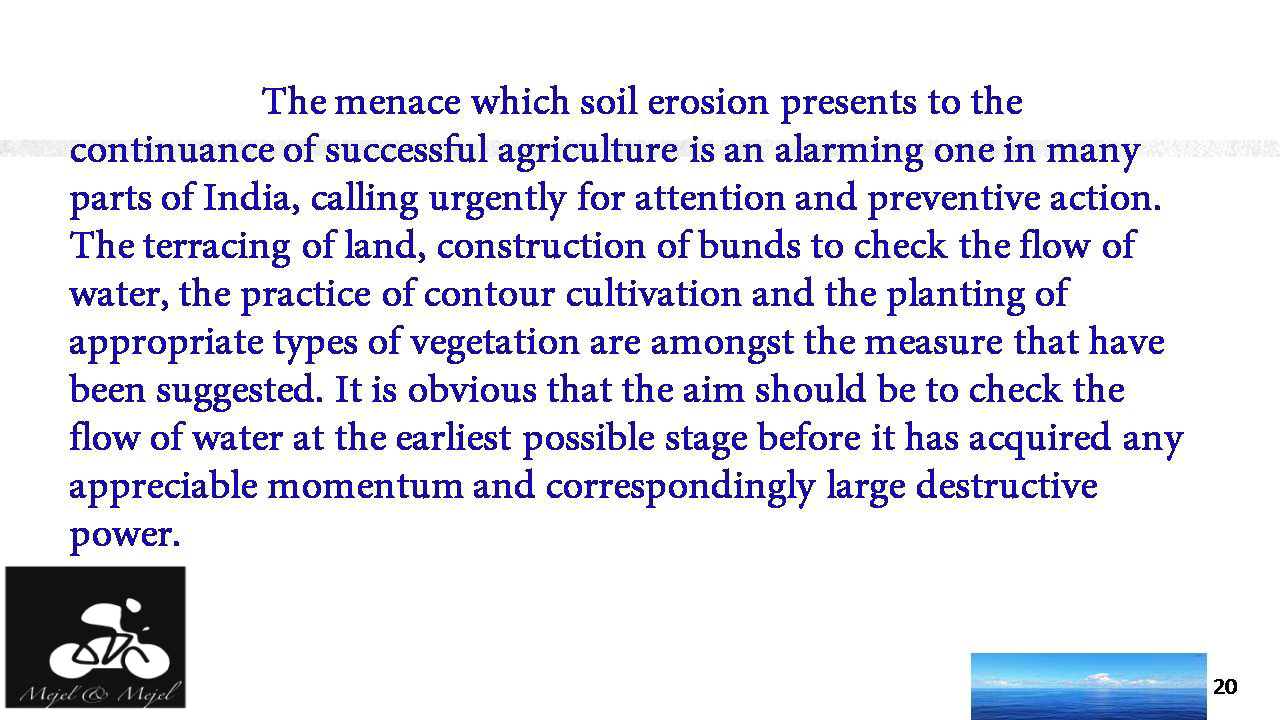 The menace which soil erosion presents to the
continuance of successful agriculture is an alarming one in many
parts of India, calling urgently for attention and preventive action.
The terracing of land, construction of bunds to check the flow of
water, the practice of contour cultivation and the planting of
appropriate types of vegetation are amongst the measure that have
been suggested. It is obvious that the aim should be to check the
flow of water at the earliest possible stage before it has acquired any
appreciable momentum and correspondingly large destructive
power.
Mejel & Mejel
20